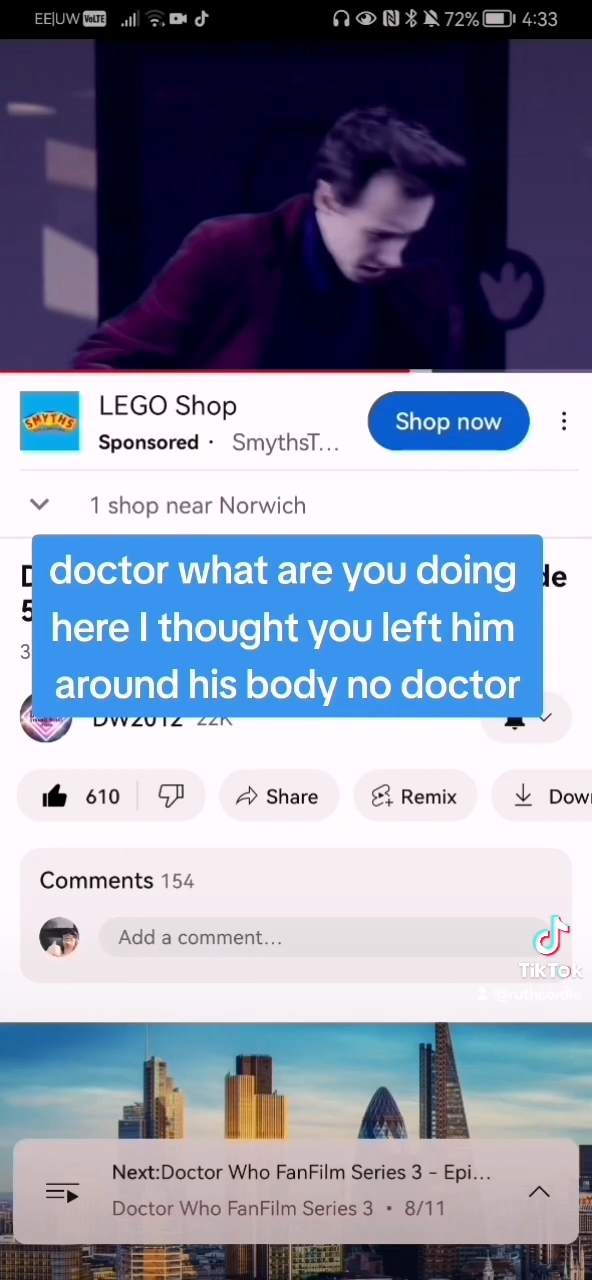 EE|UW VoLTE 72% 4:33
SMYTHS
LEGO Shop
Sponsored · SmythsT...
Shop now
1 shop near Norwich
doctor what are you doing
here I thought you left him
around his body no doctor
D de
5
3
DW2012 22K
610 Share Remix Dow
Comments 154
Add a comment...
TikTok
@ruthcordie
Next:Doctor Who FanFilm Series 3 - Epi...
Doctor Who FanFilm Series 3 • 8/11